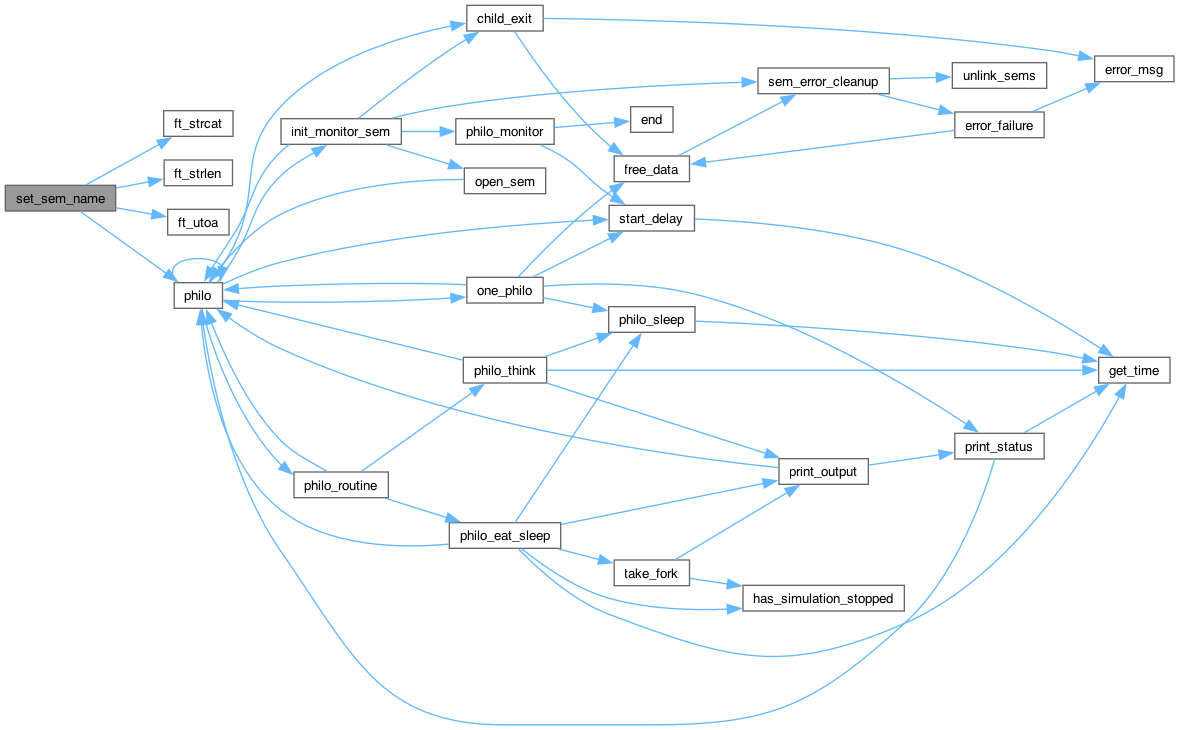 child_exit
error_msg
sem_error_cleanup
unlink_sems
ft_strcat
init_monitor_sem
philo_monitor
end
error_failure
ft_strlen
open_sem
free_data
set_sem_name
ft_utoa
start_delay
philo
one_philo
philo_sleep
philo_think
get_time
print_status
print_output
philo_routine
philo_eat_sleep
take_fork
has_simulation_stopped